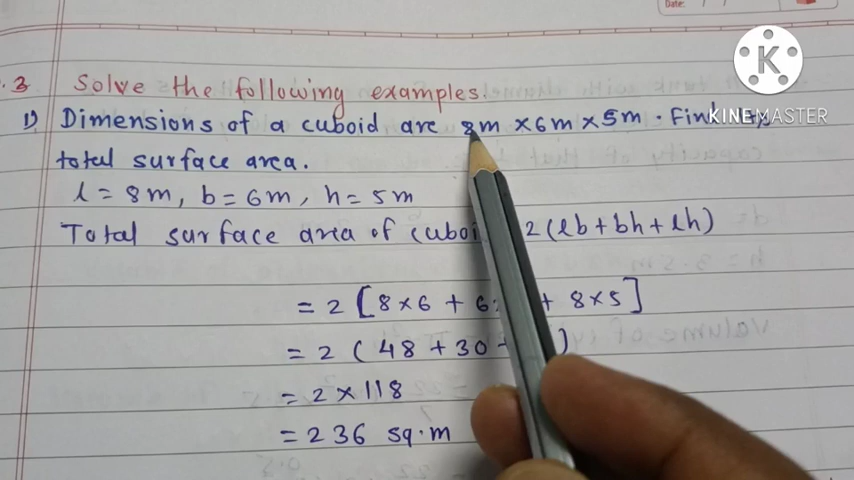 Date: / /
K
KINEMASTER
.3 Solve the following examples.
1) Dimensions of a cuboid are 8m × 6m × 5m. Find
total surface area.
l = 8m, b = 6m, h = 5m
Total surface area of cuboi 2(lb + bh + lh)
= 2 [8×6 + 6 + 8×5]
= 2 (48 + 30 + )
= 2 × 118
= 236 sq.m